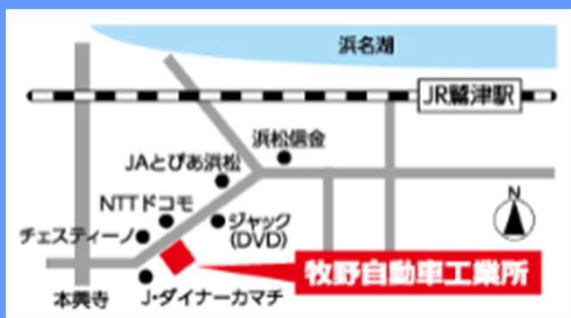 浜名湖
JR鷲津駅
浜松信金
JAとぴあ浜松
N
NTTドコモ
ジャック
(DVD)
チェスティーノ
牧野自動車工業所
本興寺
J・ダイナーカマチ